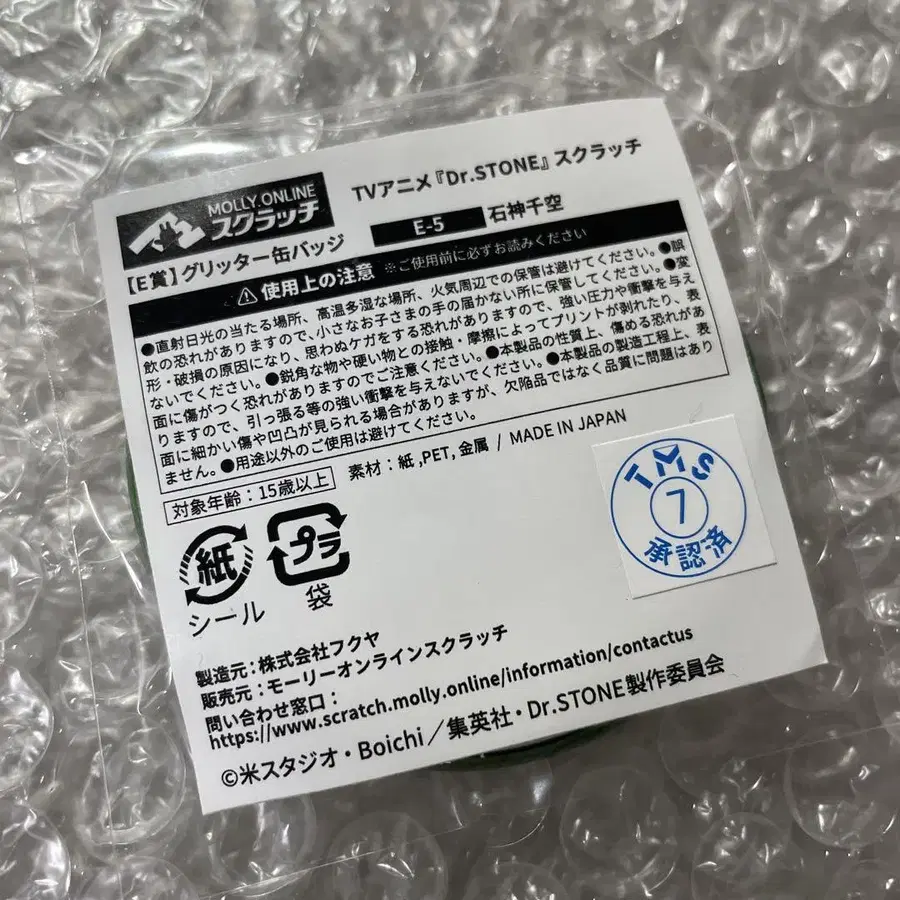 MOLLY.ONLINE
スクラッチ
TVアニメ『Dr.STONE』スクラッチ
【E賞】グリッター缶バッジ
E-5
石神千空
⚠ 使用上の注意 ※ご使用前に必ずお読みください
●直射日光の当たる場所、高温多湿な場所、火気周辺での保管は避けてください。●誤
飲の恐れがありますので、小さなお子さまの手の届かない所に保管してください。●変
形・破損の原因になり、思わぬケガをする恐れがありますので、強い圧力や衝撃を与え
ないでください。●鋭角な物や硬い物との接触・摩擦によってプリントが剥れたり、表
面に傷がつく恐れがありますのでご注意ください。●本製品の性質上、傷める恐れがあ
りますので、引っ張る等の強い衝撃を与えないでください。●本製品の製造工程上、表
面に細かい傷や凹凸が見られる場合がありますが、欠陥品ではなく品質に問題はあり
ません。●用途以外のご使用は避けてください。
対象年齢：15歳以上
素材：紙,PET,金属 / MADE IN JAPAN
紙
シール
プラ
袋
TMS
7
承認済
製造元：株式会社フクヤ
販売元：モーリーオンラインスクラッチ
問い合わせ窓口：
https://www.scratch.molly.online/information/contactus
©米スタジオ・Boichi／集英社・Dr.STONE製作委員会